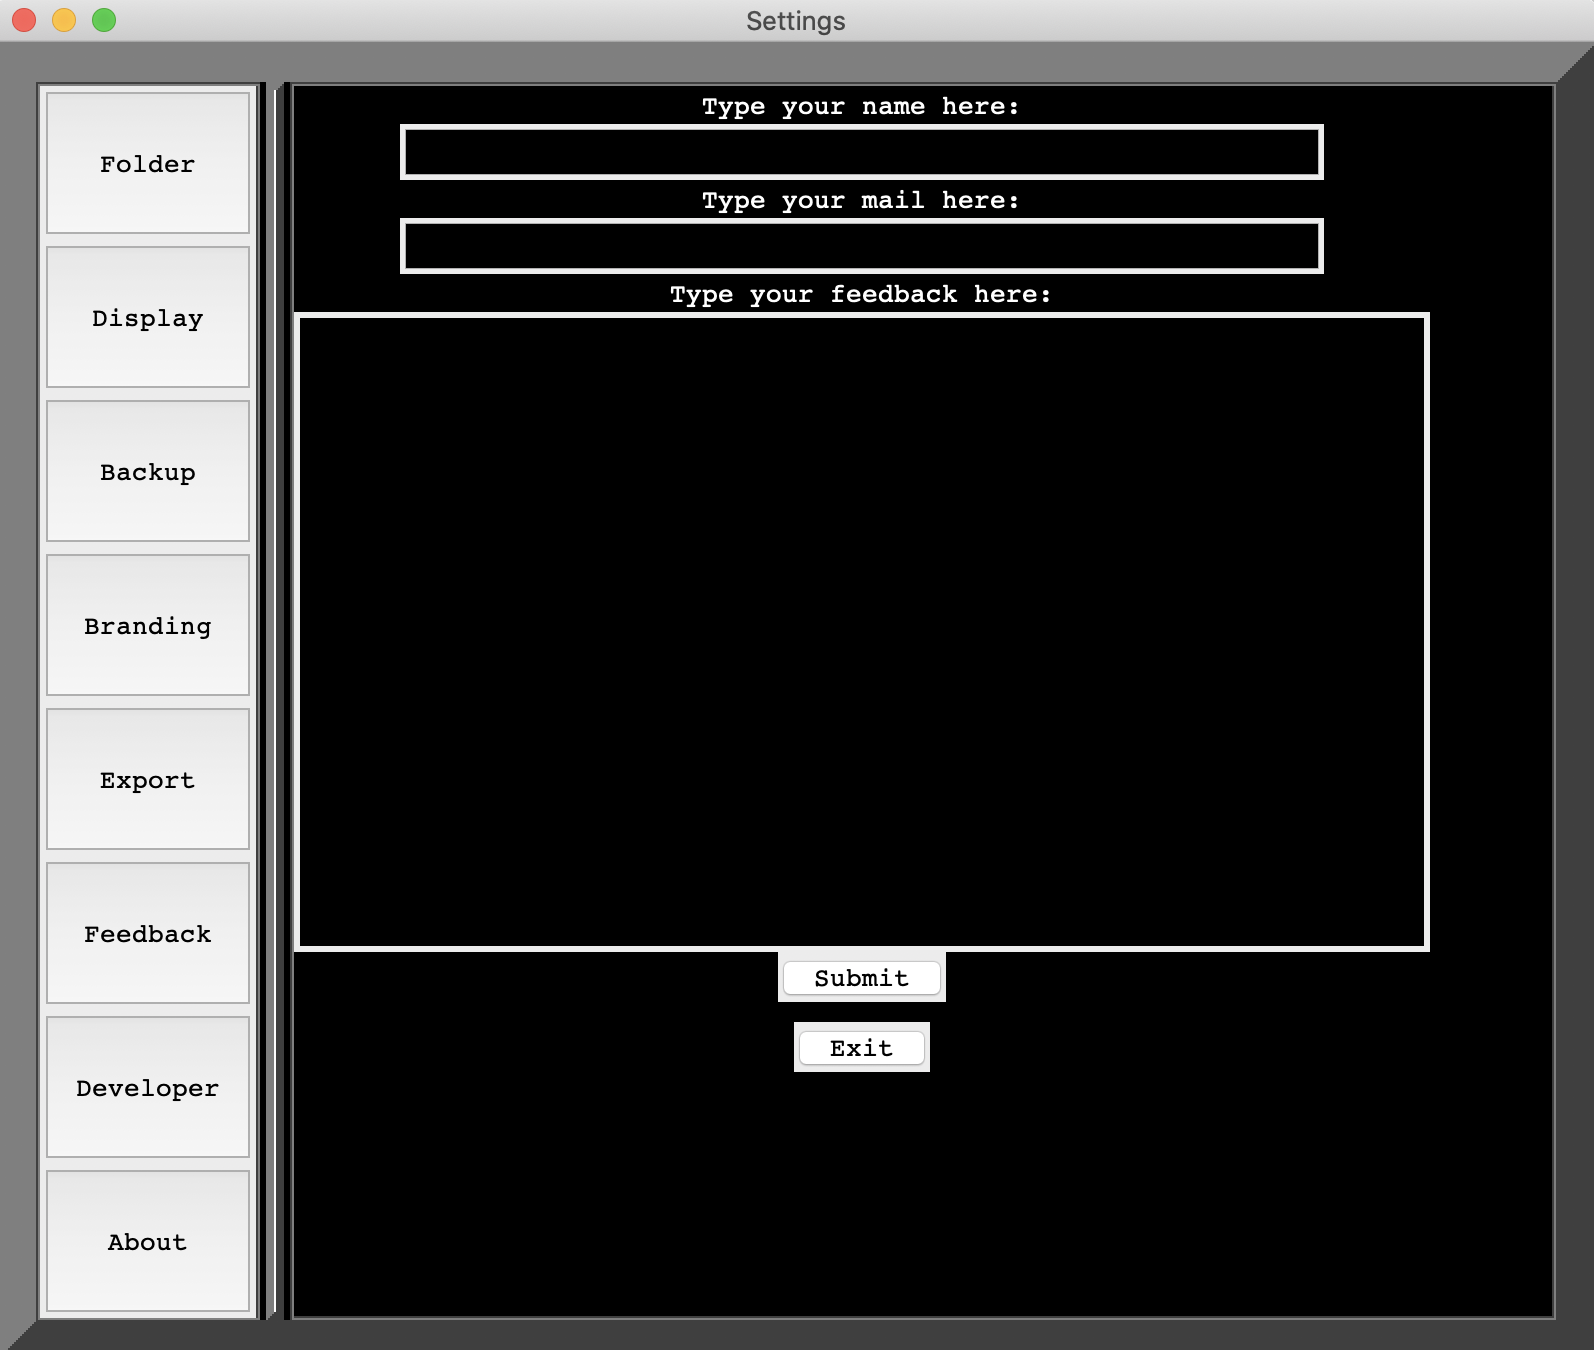 Settings
Folder
Display
Backup
Branding
Export
Feedback
Developer
About
Type your name here:
Type your mail here:
Type your feedback here:
Submit
Exit